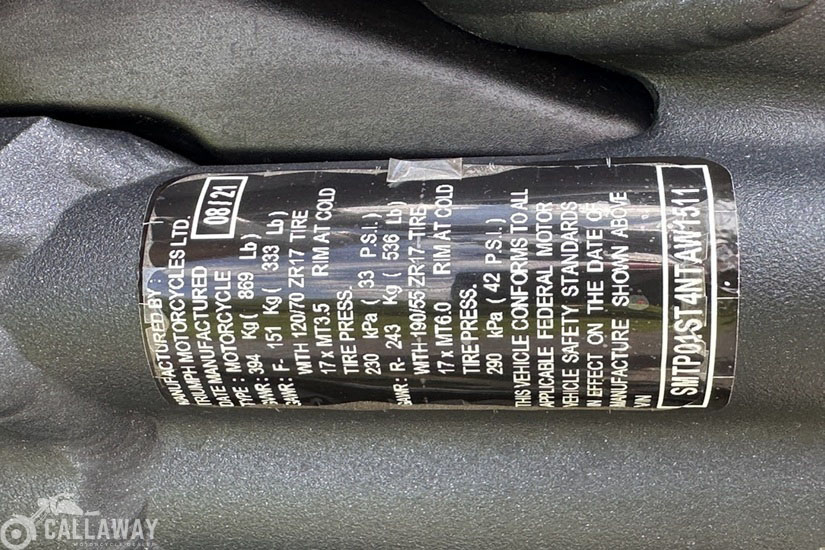 MANUFACTURED BY :
TRIUMPH MOTORCYCLES LTD.
DATE MANUFACTURED 08/21
TYPE : MOTORCYCLE
GVWR : 394 Kg ( 869 Lb)
GAWR : F- 151 Kg ( 333 Lb)
WITH 120/70 ZR17 TIRE
17 x MT3.5 RIM AT COLD
TIRE PRESS.
230 kPa ( 33 P.S.I. )
GAWR : R- 243 Kg ( 536 Lb)
WITH 190/55 ZR17 TIRE
17 x MT6.0 RIM AT COLD
TIRE PRESS.
290 kPa ( 42 P.S.I. )
THIS VEHICLE CONFORMS TO ALL
APPLICABLE FEDERAL MOTOR
VEHICLE SAFETY STANDARDS
IN EFFECT ON THE DATE OF
MANUFACTURE SHOWN ABOVE
V/N
SMTP01ST4NTAW1511
CALLAWAY
MOTORCYCLE DEALER